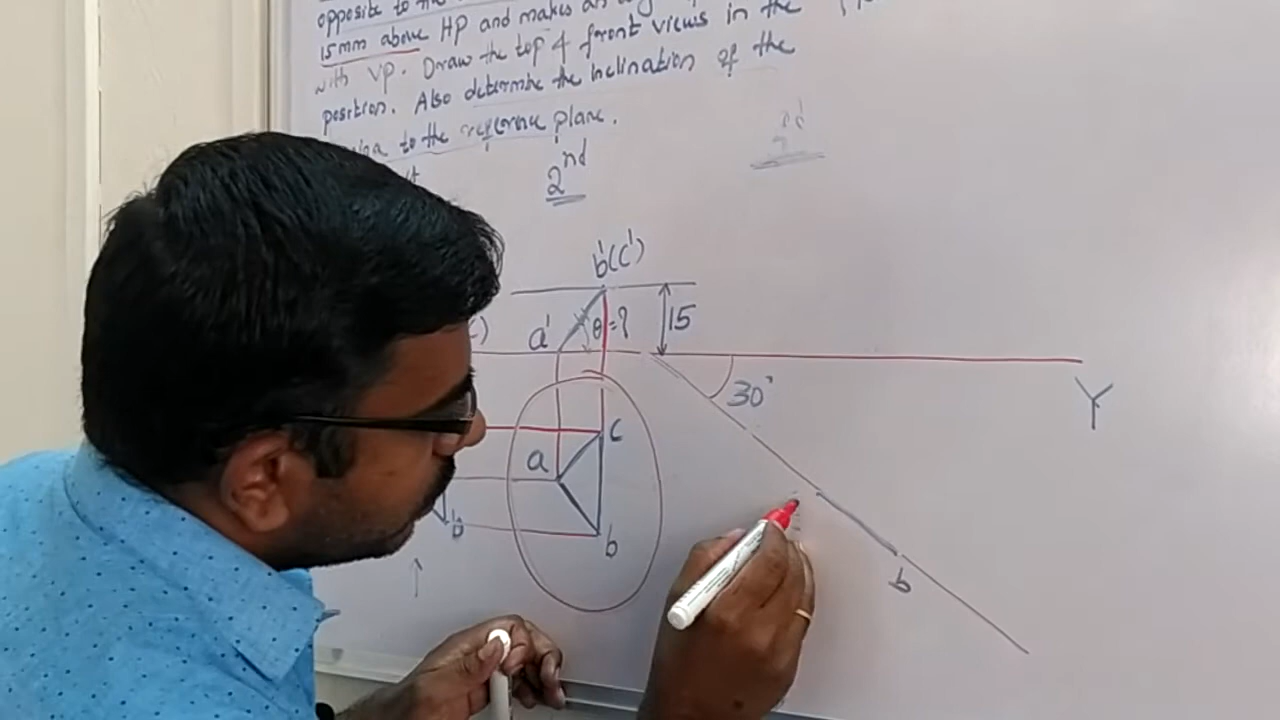 opposite to the
15mm above HP and makes an
with VP. Draw the top & front views in the
position. Also determine the inclination of the
to the reference plane.
2nd
b'(c')
a'
θ=?
15
30°
Y
c
a
b
b
b